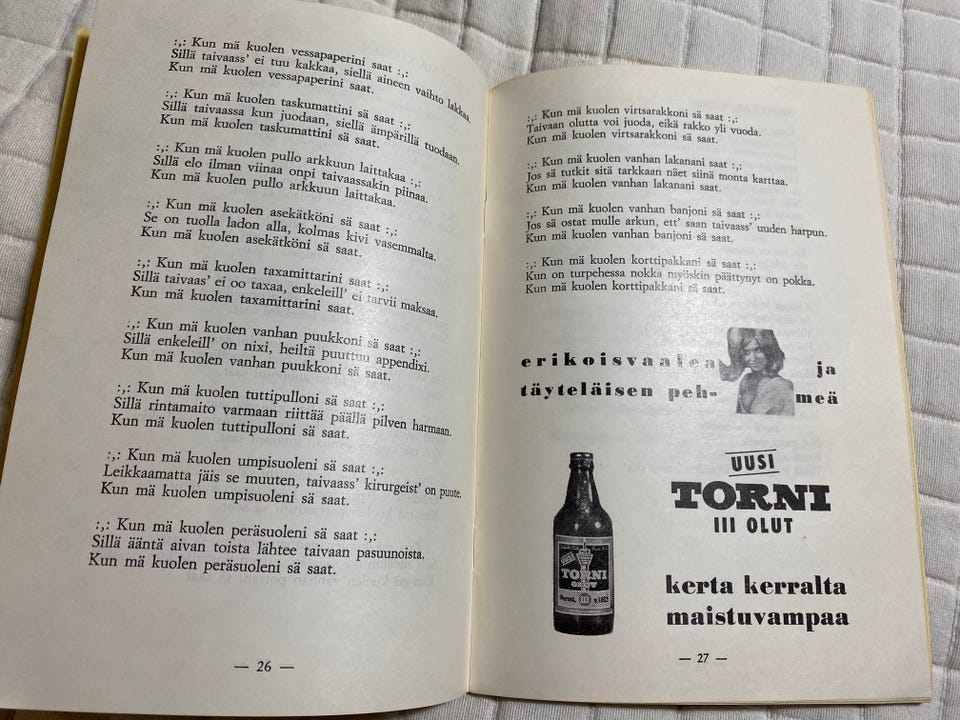 :,: Kun mä kuolen vessapaperini saat :,:
Sillä taivaass' ei tuu kakkaa, siellä aineen vaihto lakkaa.
Kun mä kuolen vessapaperini saat.
:,: Kun mä kuolen taskumattini sä saat :,:
Sillä taivaassa kun juodaan, siellä ämpärillä tuodaan.
Kun mä kuolen taskumattini sä saat.
:,: Kun mä kuolen pullo arkkuun laittakaa :,:
Sillä elo ilman viinaa onpi taivaassakin piinaa.
Kun mä kuolen pullo arkkuun laittakaa.
:,: Kun mä kuolen asekätköni sä saat :,:
Se on tuolla ladon alla, kolmas kivi vasemmalta.
Kun mä kuolen asekätköni sä saat.
:,: Kun mä kuolen taxamittarini saat :,:
Sillä taivaas' ei oo taxaa, enkeleill' ei tarvii maksaa.
Kun mä kuolen taxamittarini saat.
:,: Kun mä kuolen vanhan puukkoni sä saat :,:
Sillä enkeleill' on nixi, heiltä puuttuu appendixi.
Kun mä kuolen vanhan puukkoni sä saat.
:,: Kun mä kuolen tuttipulloni sä saat :,:
Sillä rintamaito varmaan riittää päällä pilven harmaan.
Kun mä kuolen tuttipulloni sä saat.
:,: Kun mä kuolen umpisuoleni sä saat :,:
Leikkaamatta jäis se muuten, taivaass' kirurgeist' on puute.
Kun mä kuolen umpisuoleni sä saat.
:,: Kun mä kuolen peräsuoleni sä saat :,:
Sillä ääntä aivan toista lähtee taivaan pasuunoista.
Kun mä kuolen peräsuoleni sä saat.
— 26 —
:,: Kun mä kuolen virtsarakkoni sä saat :,:
Taivaan olutta voi juoda, eikä rakko yli vuoda.
Kun mä kuolen virtsarakkoni sä saat.
:,: Kun mä kuolen vanhan lakanani saat :,:
Jos sä tutkit sitä tarkkaan näet siinä monta karttaa.
Kun mä kuolen vanhan lakanani saat.
:,: Kun mä kuolen vanhan banjoni sä saat :,:
Jos sä ostat mulle arkun, ett' saan taivaass' uuden harpun.
Kun mä kuolen vanhan banjoni sä saat.
:,: Kun mä kuolen korttipakkani sä saat :,:
Kun on turpehessa nokka myöskin päättynyt on pokka.
Kun mä kuolen korttipakkani sä saat.
erikoisvaalea ja
täyteläisen peh- meä
UUSI
TORNI
III OLUT
TORNI
OLUT
III
kerta kerralta
maistuvampaa
— 27 —